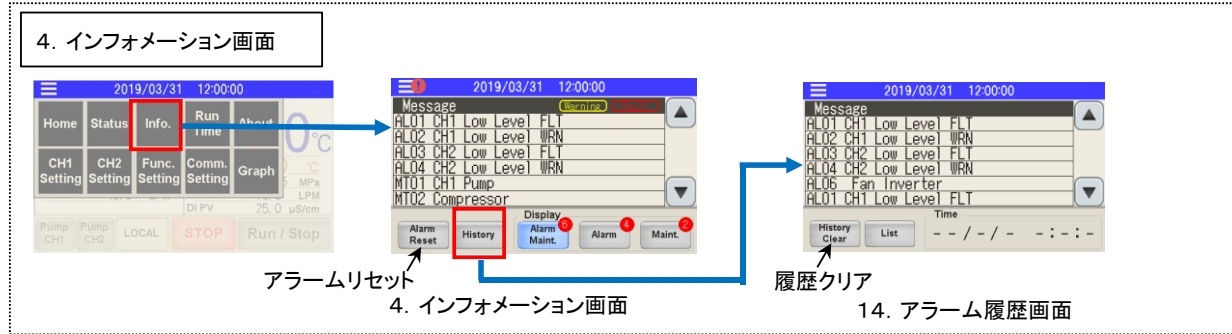 4．インフォメーション画面
2019/03/31 12:00:00
Home Status Info. Run Time About
0 °C
CH1 Setting CH2 Setting Func. Setting Comm. Setting Graph
°C
MPa
LPM
DI PV 25.0 μS/cm
Pump CH1 Pump CH2 LOCAL STOP Run / Stop
2019/03/31 12:00:00
Message Warning
AL01 CH1 Low Level FLT
AL02 CH1 Low Level WRN
AL03 CH2 Low Level FLT
AL04 CH2 Low Level WRN
MT01 CH1 Pump
MT02 Compressor
Display
Alarm Reset History Alarm Maint. 6 Alarm 4 Maint. 2
アラームリセット
4．インフォメーション画面
2019/03/31 12:00:00
Message
AL01 CH1 Low Level FLT
AL02 CH1 Low Level WRN
AL03 CH2 Low Level FLT
AL04 CH2 Low Level WRN
AL06 Fan Inverter
AL01 CH1 Low Level FLT
Time
History Clear List - - / - / - - : - : -
履歴クリア
14．アラーム履歴画面